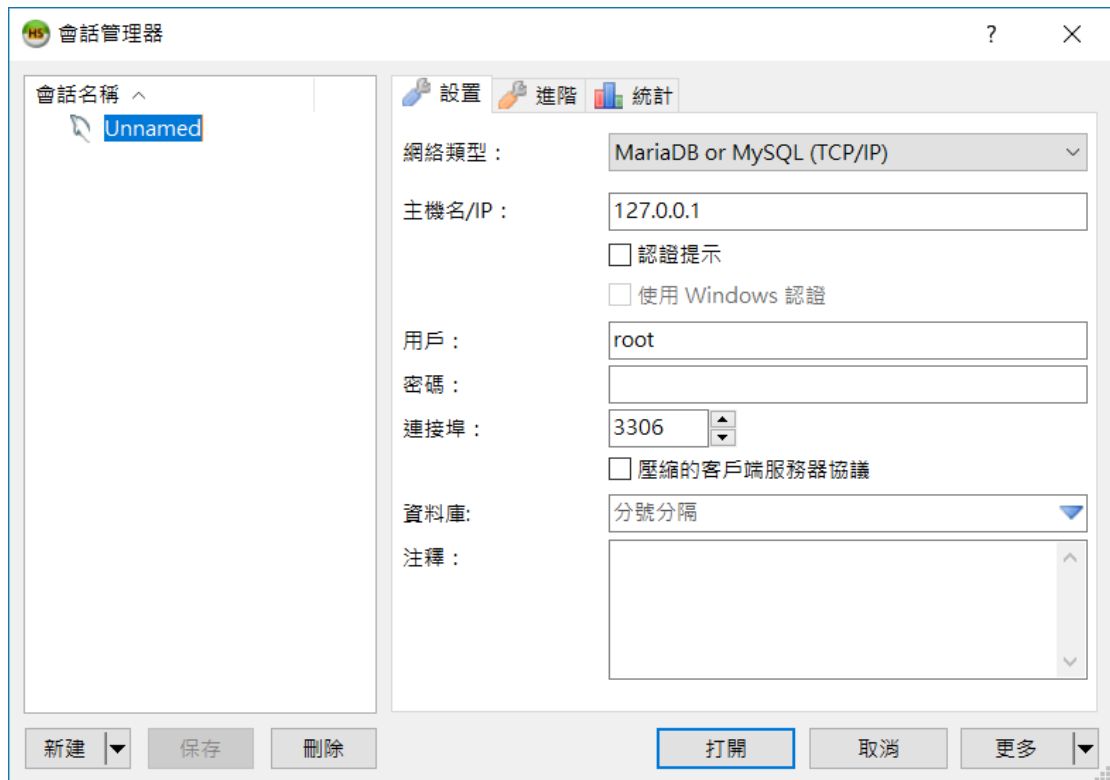 HS 會話管理器 ?
會話名稱
Unnamed
設置 進階 統計
網絡類型： MariaDB or MySQL (TCP/IP)
主機名/IP： 127.0.0.1
認證提示
使用 Windows 認證
用戶： root
密碼：
連接埠： 3306
壓縮的客戶端服務器協議
資料庫: 分號分隔
注釋：
新建 保存 刪除 打開 取消 更多